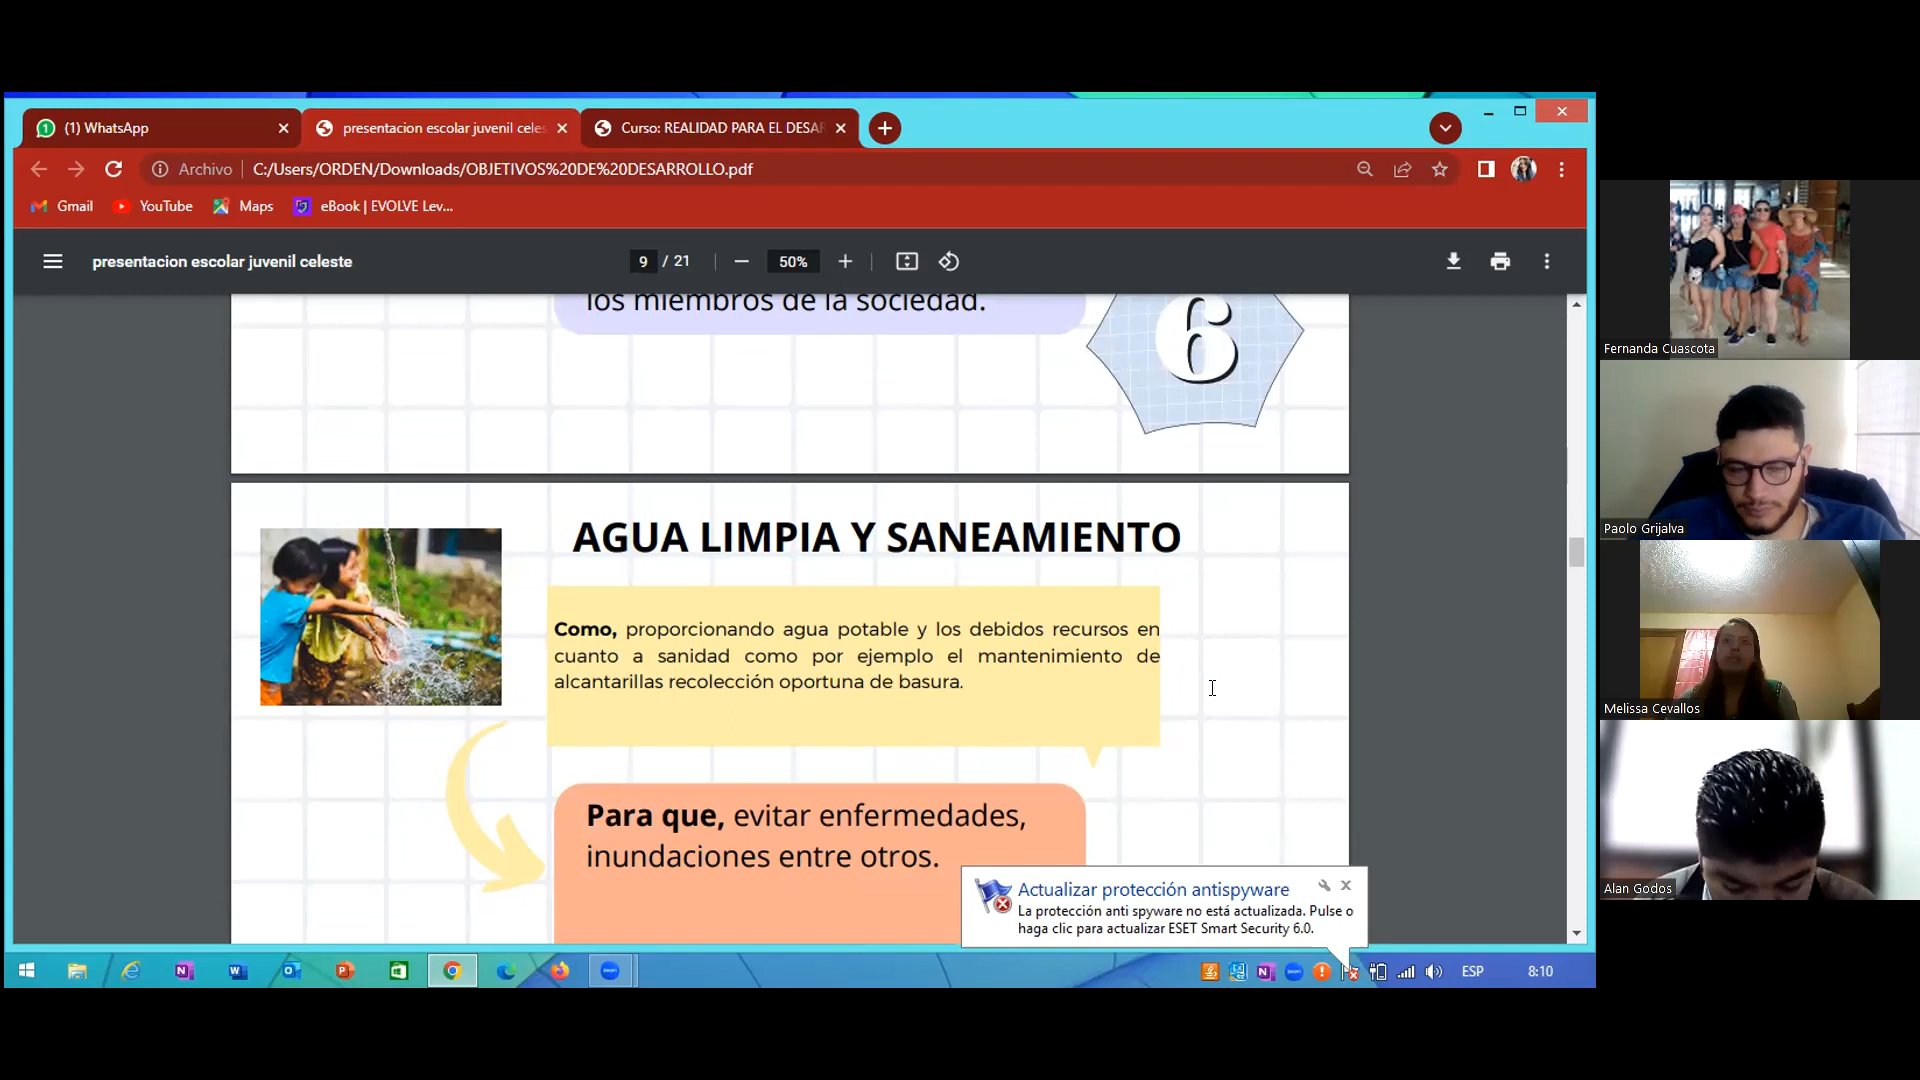 (1) WhatsApp
presentacion escolar juvenil celes
Curso: REALIDAD PARA EL DESAR
Archivo
C:/Users/ORDEN/Downloads/OBJETIVOS%20DE%20DESARROLLO.pdf
Gmail
YouTube
Maps
eBook | EVOLVE Lev...
presentacion escolar juvenil celeste
9 / 21
50%
los miembros de la sociedad.
6
AGUA LIMPIA Y SANEAMIENTO
Como, proporcionando agua potable y los debidos recursos en
cuanto a sanidad como por ejemplo el mantenimiento de
alcantarillas recolección oportuna de basura.
Para que, evitar enfermedades,
inundaciones entre otros.
Actualizar protección antispyware
La protección anti spyware no está actualizada. Pulse o
haga clic para actualizar ESET Smart Security 6.0.
ESP
8:10
Fernanda Cuascota
Paolo Grijalva
Melissa Cevallos
Alan Godos